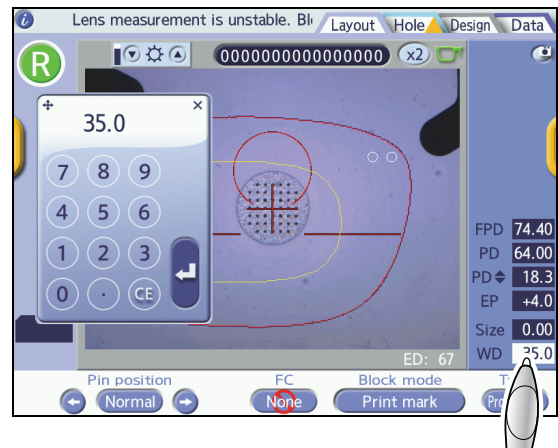 i Lens measurement is unstable. Bl Layout Hole Design Data
R 0000000000000000 x2
35.0 ×
7 8 9
4 5 6
1 2 3
0 . CE
FPD 74.40
PD 64.00
PD 18.3
EP +4.0
Size 0.00
WD 35.0
ED: 67
Pin position FC Block mode
Normal None Print mark